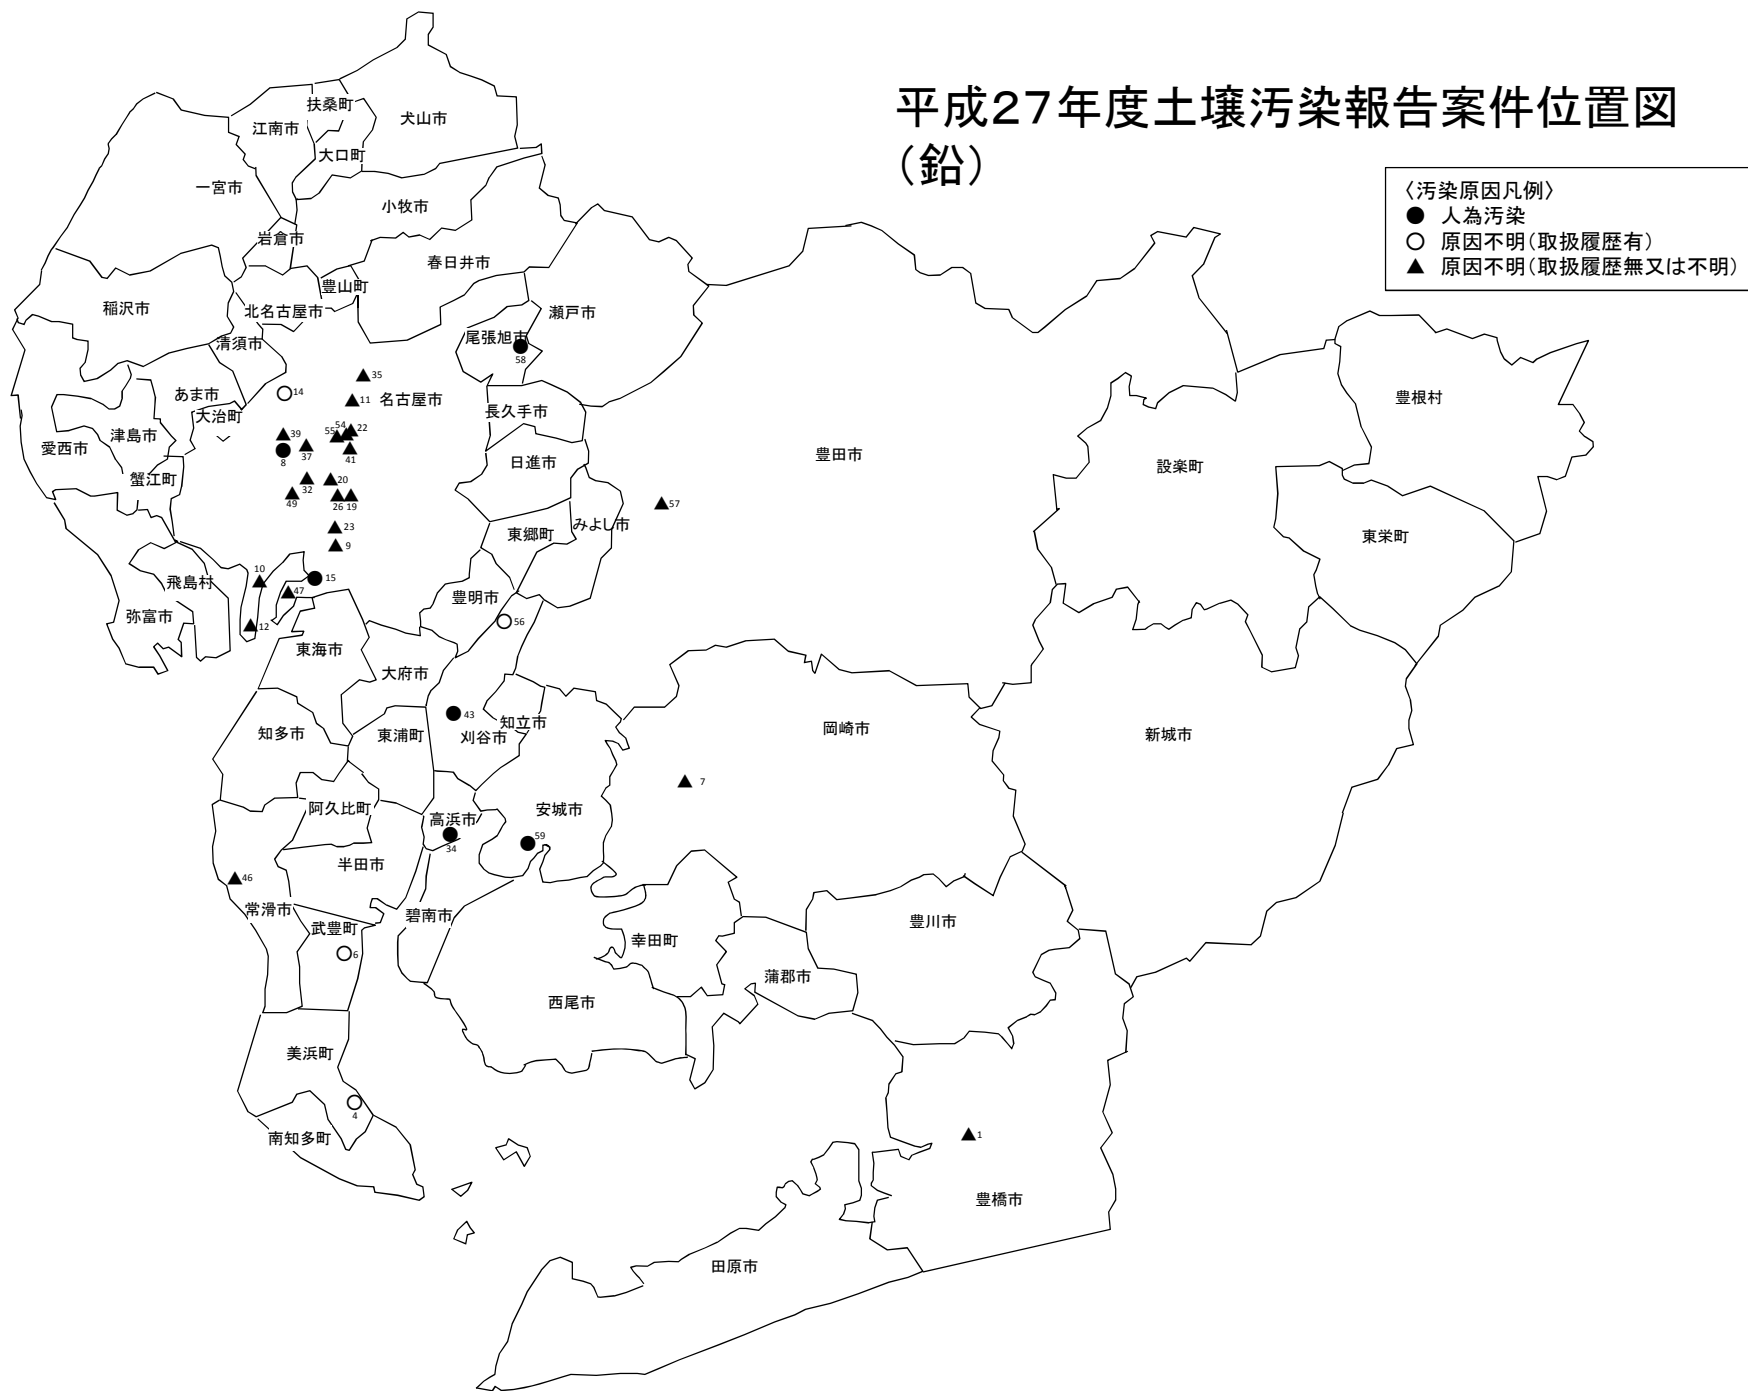 平成27年度土壌汚染報告案件位置図
（鉛）
〈汚染原因凡例〉
● 人為汚染
○ 原因不明（取扱履歴有）
▲ 原因不明（取扱履歴無又は不明）
扶桑町
犬山市
江南市
大口町
一宮市
小牧市
岩倉市
春日井市
豊山町
稲沢市
北名古屋市
瀬戸市
尾張旭市
清須市
58
35
あま市
14
名古屋市
豊根村
11
大治町
長久手市
津島市
39
54
55
22
愛西市
8
37
41
豊田市
日進市
設楽町
蟹江町
32
20
49
26
19
57
23
みよし市
東郷町
東栄町
9
10
飛島村
15
47
豊明市
弥富市
12
56
東海市
大府市
43
知立市
知多市
東浦町
刈谷市
岡崎市
新城市
7
阿久比町
安城市
高浜市
59
34
半田市
46
常滑市
碧南市
武豊町
豊川市
幸田町
6
蒲郡市
西尾市
美浜町
4
南知多町
1
豊橋市
田原市